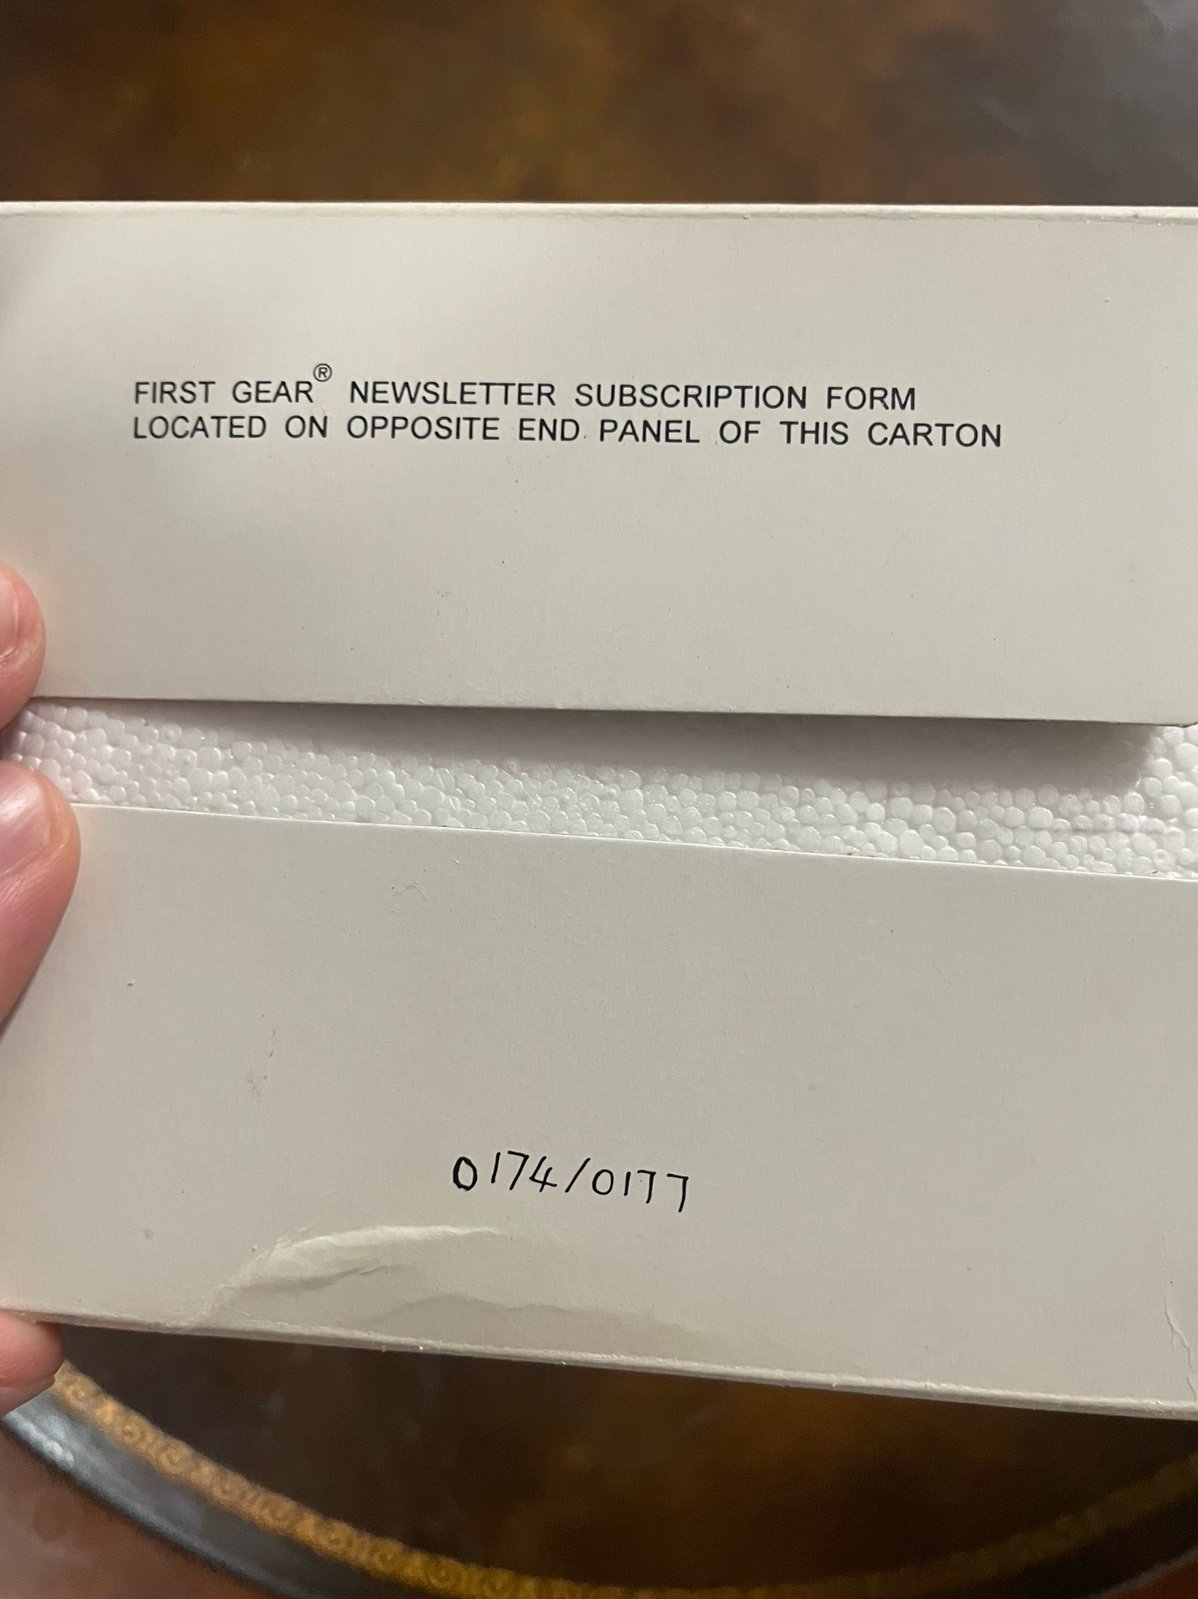 FIRST GEAR® NEWSLETTER SUBSCRIPTION FORM
LOCATED ON OPPOSITE END PANEL OF THIS CARTON
0174/0177